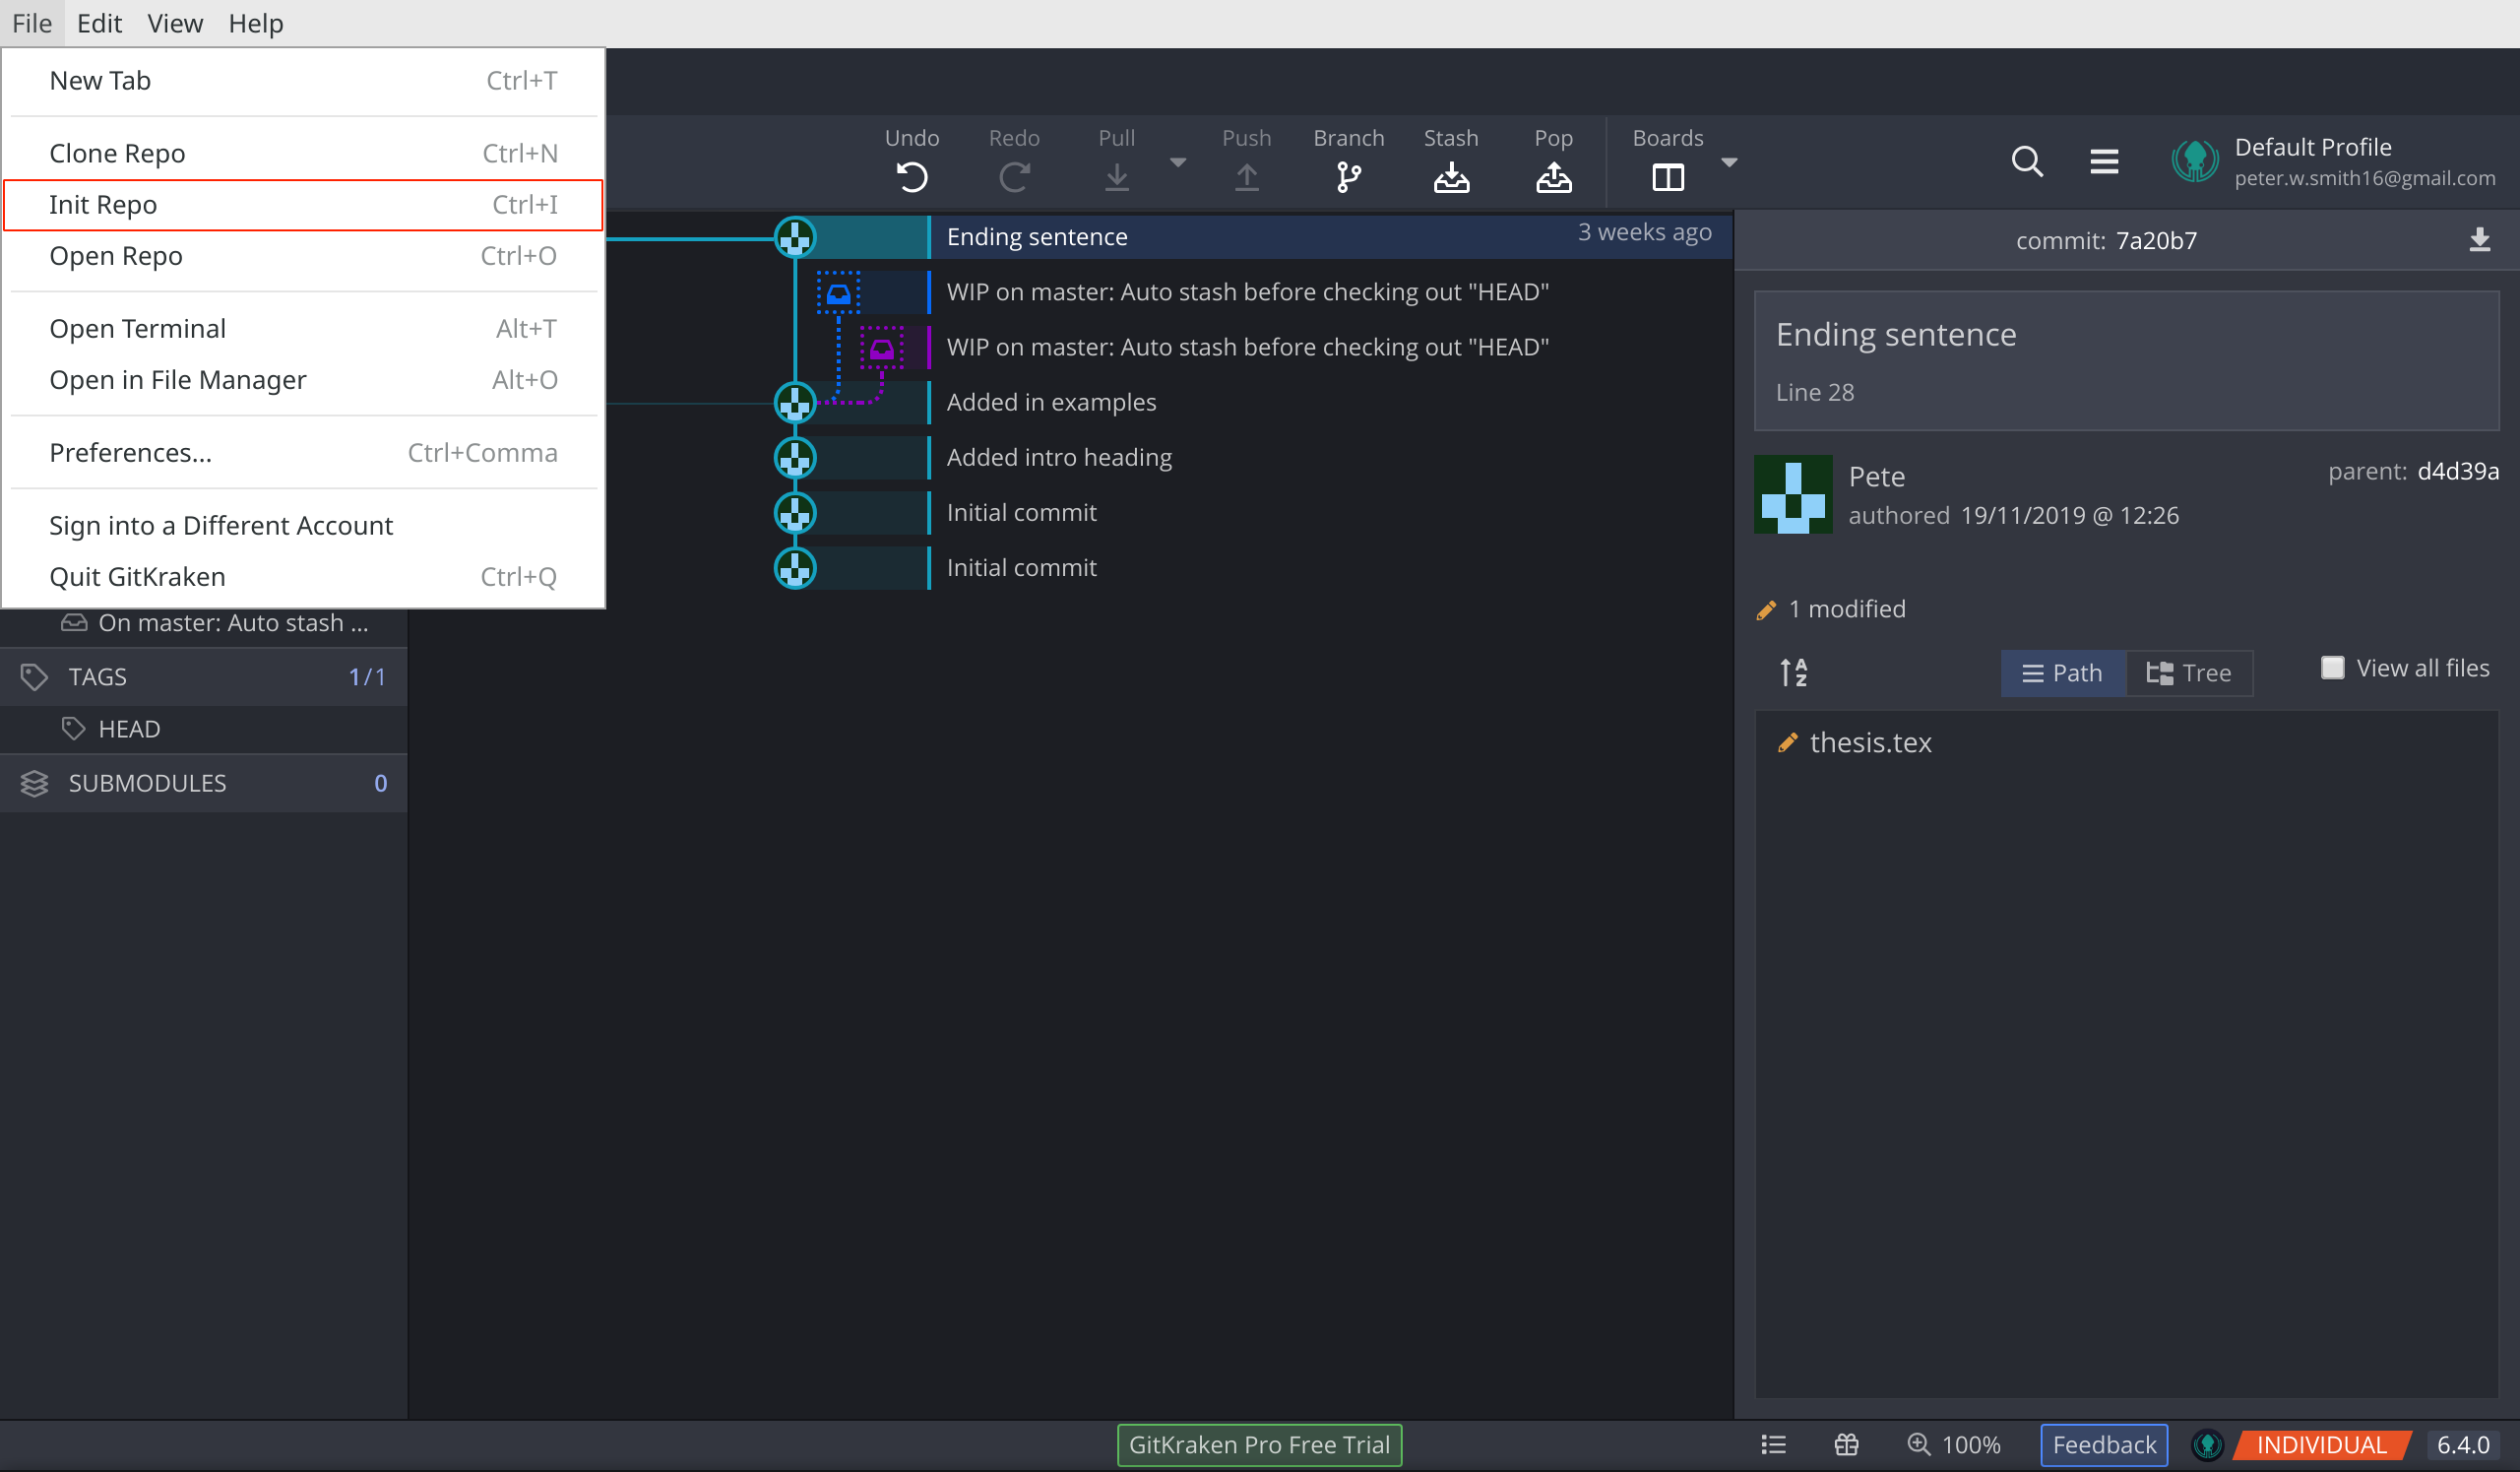 File Edit View Help
New Tab Ctrl+T
Clone Repo Ctrl+N
Init Repo Ctrl+I
Open Repo Ctrl+O
Open Terminal Alt+T
Open in File Manager Alt+O
Preferences... Ctrl+Comma
Sign into a Different Account
Quit GitKraken Ctrl+Q
On master: Auto stash ...
TAGS 1/1
HEAD
SUBMODULES 0
Undo Redo Pull Push Branch Stash Pop Boards
Default Profile
peter.w.smith16@gmail.com
Ending sentence 3 weeks ago
WIP on master: Auto stash before checking out "HEAD"
WIP on master: Auto stash before checking out "HEAD"
Added in examples
Added intro heading
Initial commit
Initial commit
commit: 7a20b7
Ending sentence
Line 28
Pete
authored 19/11/2019 @ 12:26
parent: d4d39a
1 modified
A
Z
Path Tree View all files
thesis.tex
GitKraken Pro Free Trial 100% Feedback INDIVIDUAL 6.4.0